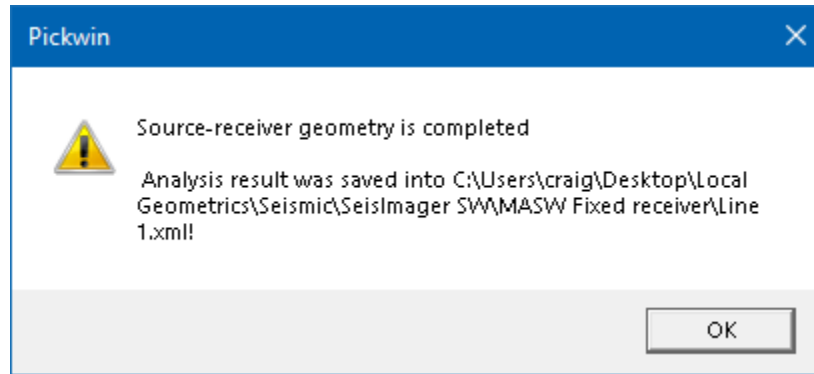 Pickwin
Source-receiver geometry is completed
Analysis result was saved into C:\Users\craig\Desktop\Local
Geometrics\Seismic\SeisImager SW\MASW Fixed receiver\Line
1.xml!
OK